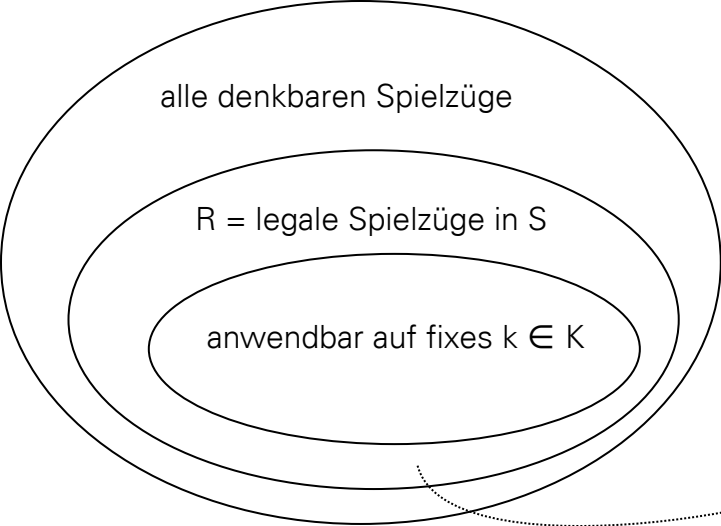 alle denkbaren Spielzüge
R = legale Spielzüge in S
anwendbar auf fixes k ∈ K